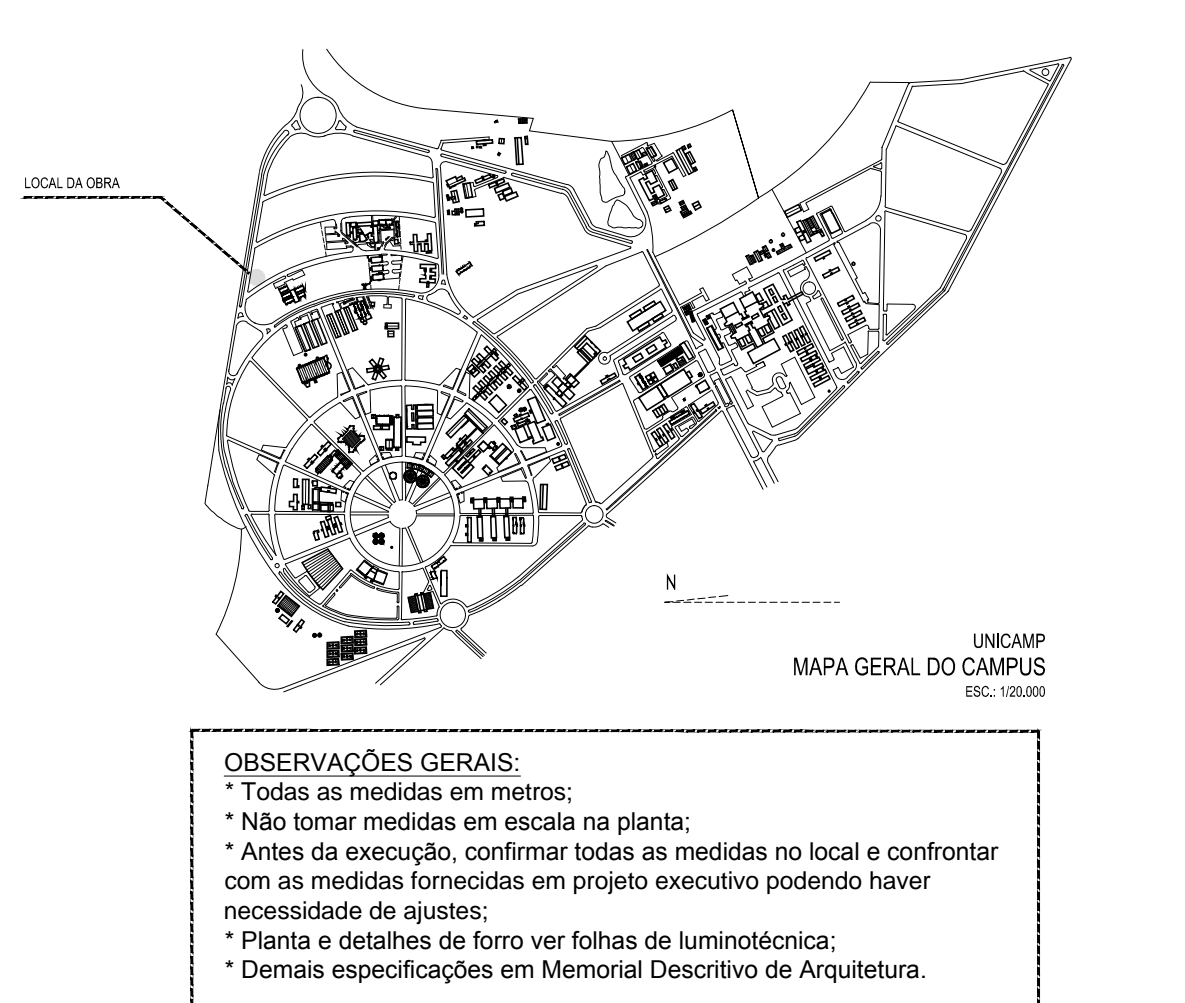 LOCAL DA OBRA
N
UNICAMP
MAPA GERAL DO CAMPUS
ESC.: 1/20.000
OBSERVAÇÕES GERAIS:
* Todas as medidas em metros;
* Não tomar medidas em escala na planta;
* Antes da execução, confirmar todas as medidas no local e confrontar
com as medidas fornecidas em projeto executivo podendo haver
necessidade de ajustes;
* Planta e detalhes de forro ver folhas de luminotécnica;
* Demais especificações em Memorial Descritivo de Arquitetura.